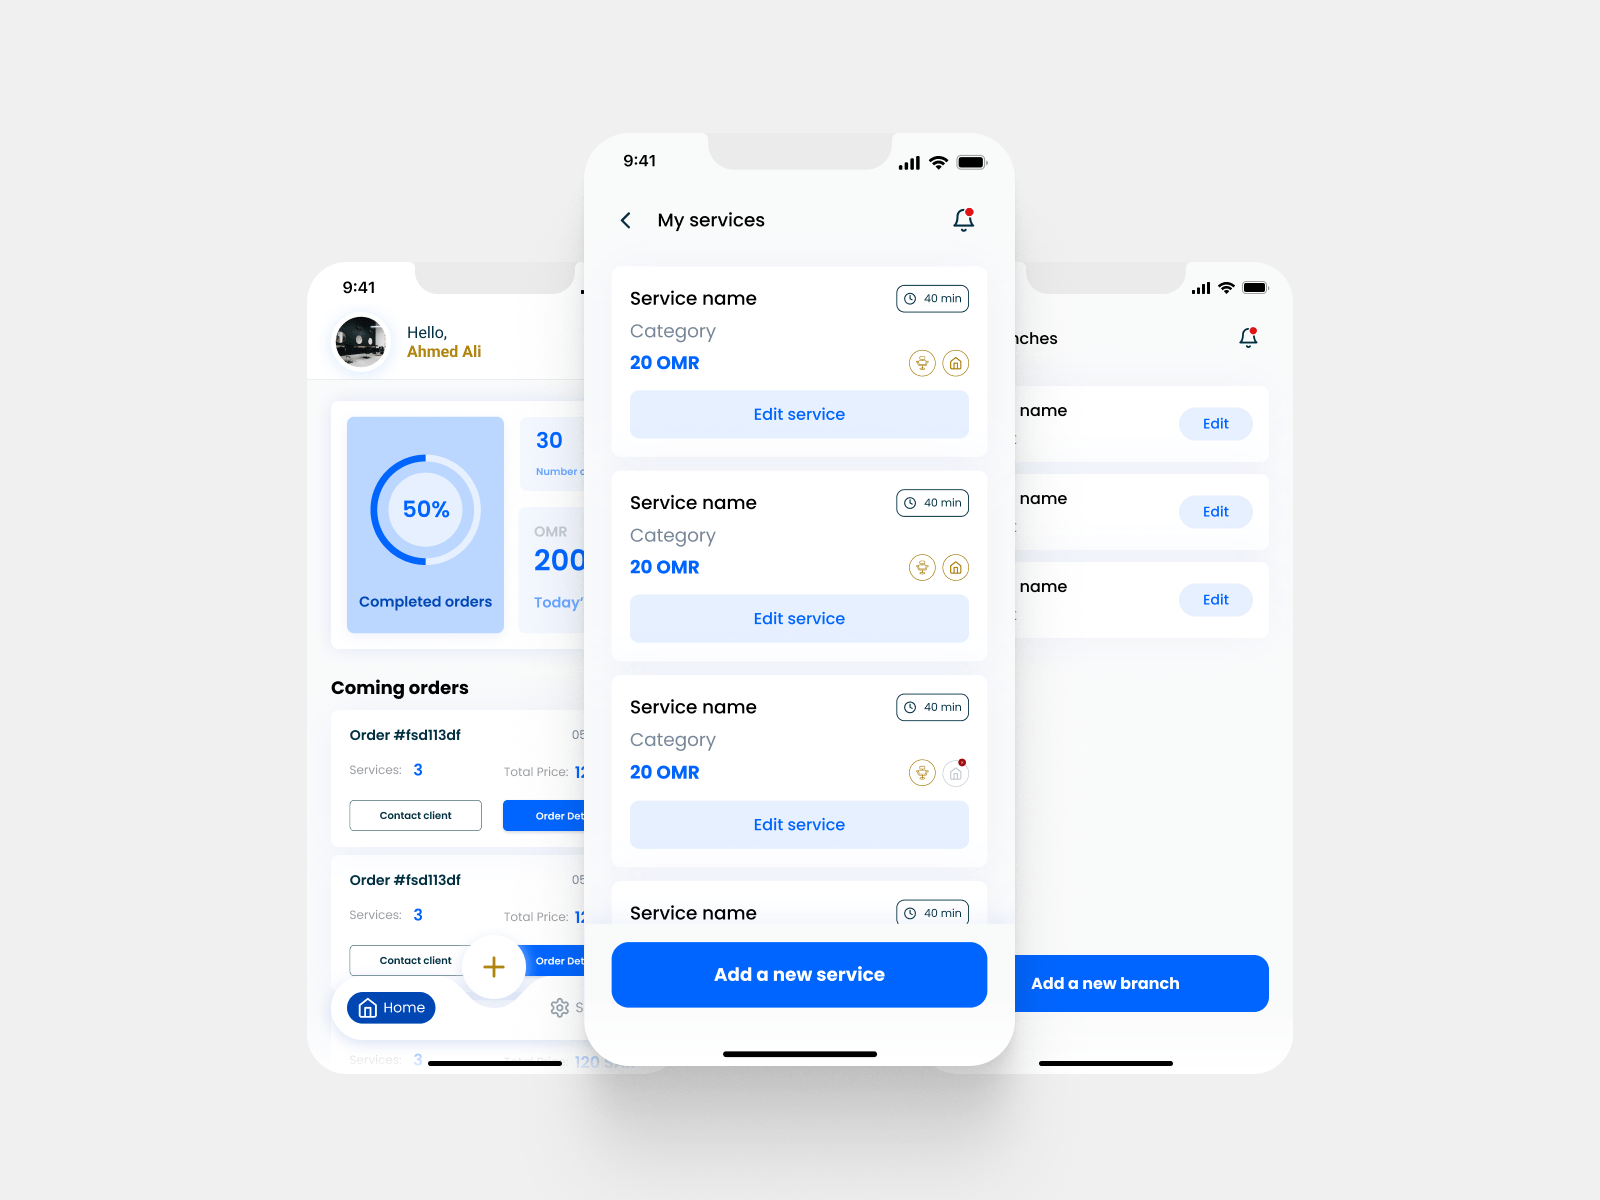 9:41
Hello,
Ahmed Ali
50%
Completed orders
30
Number
OMR
200
Today'
Coming orders
Order #fsd113df
05
Services: 3
Total Price: 12
Contact client
Order Det
Order #fsd113df
05
Services: 3
Total Price: 12
Contact client
Order Det
Home
S
Services: 3
Total Price: 120
9:41
My services
Service name
40 min
Category
20 OMR
Edit service
Service name
40 min
Category
20 OMR
Edit service
Service name
40 min
Category
20 OMR
Edit service
Service name
40 min
Add a new service
nches
name
Edit
name
Edit
name
Edit
Add a new branch